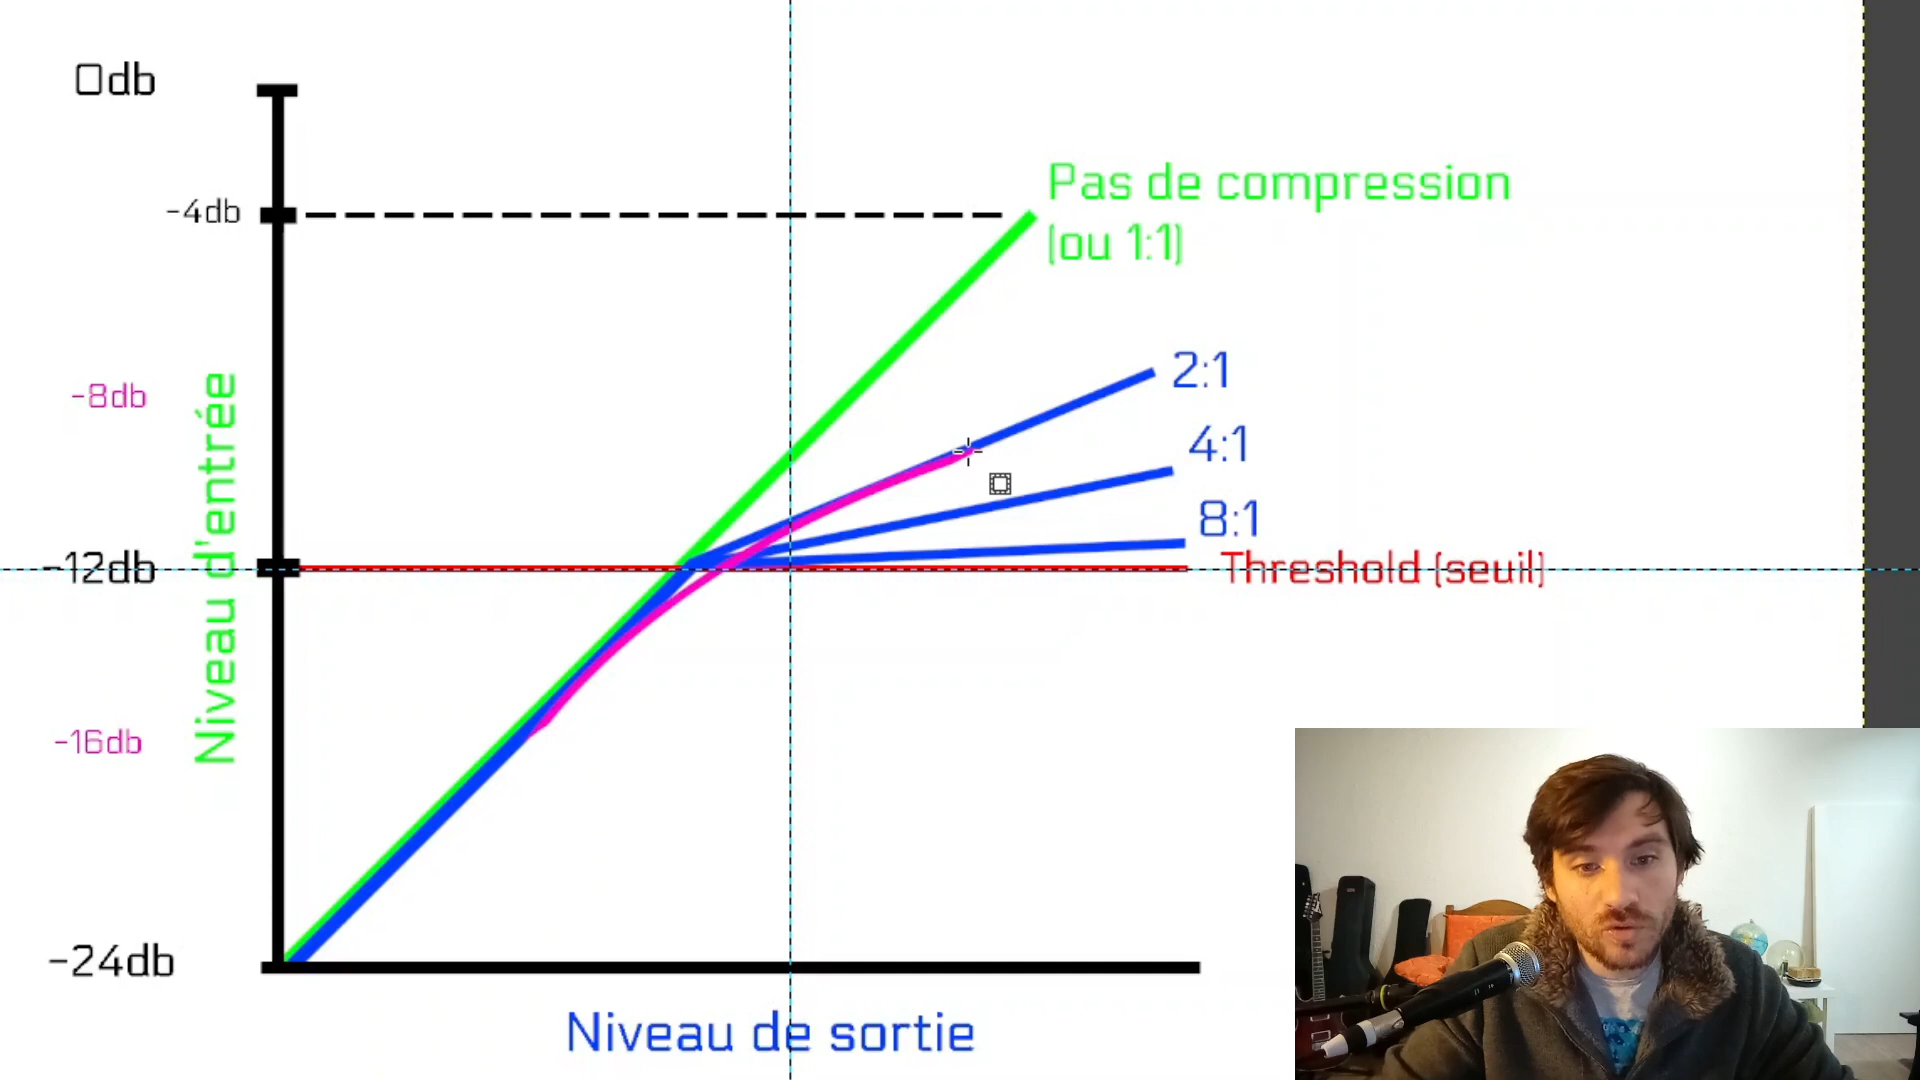 0db
-4db
Pas de compression
(ou 1:1)
2:1
-8db
4:1
8:1
-12db
Threshold (seuil)
Niveau d'entrée
-16db
-24db
Niveau de sortie